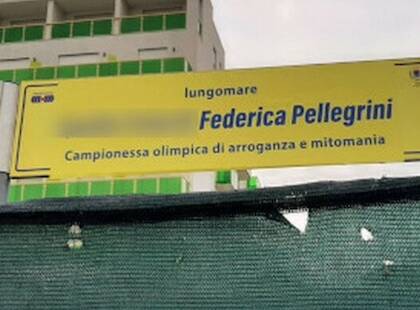 lungomare
Federica Pellegrini
Campionessa olimpica di arroganza e mitomania